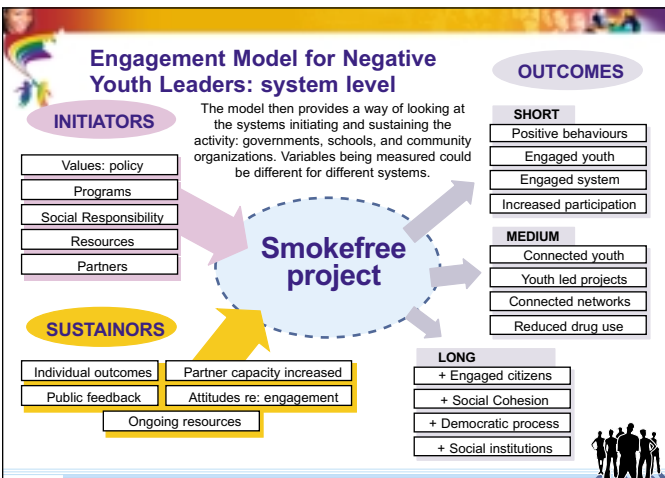 Engagement Model for Negative
Youth Leaders: system level
The model then provides a way of looking at
the systems initiating and sustaining the
activity: governments, schools, and community
organizations. Variables being measured could
be different for different systems.
INITIATORS
Values: policy
Programs
Social Responsibility
Resources
Partners
Smokefree
project
SUSTAINORS
Individual outcomes
Partner capacity increased
Public feedback
Attitudes re: engagement
Ongoing resources
OUTCOMES
SHORT
Positive behaviours
Engaged youth
Engaged system
Increased participation
MEDIUM
Connected youth
Youth led projects
Connected networks
Reduced drug use
LONG
+ Engaged citizens
+ Social Cohesion
+ Democratic process
+ Social institutions